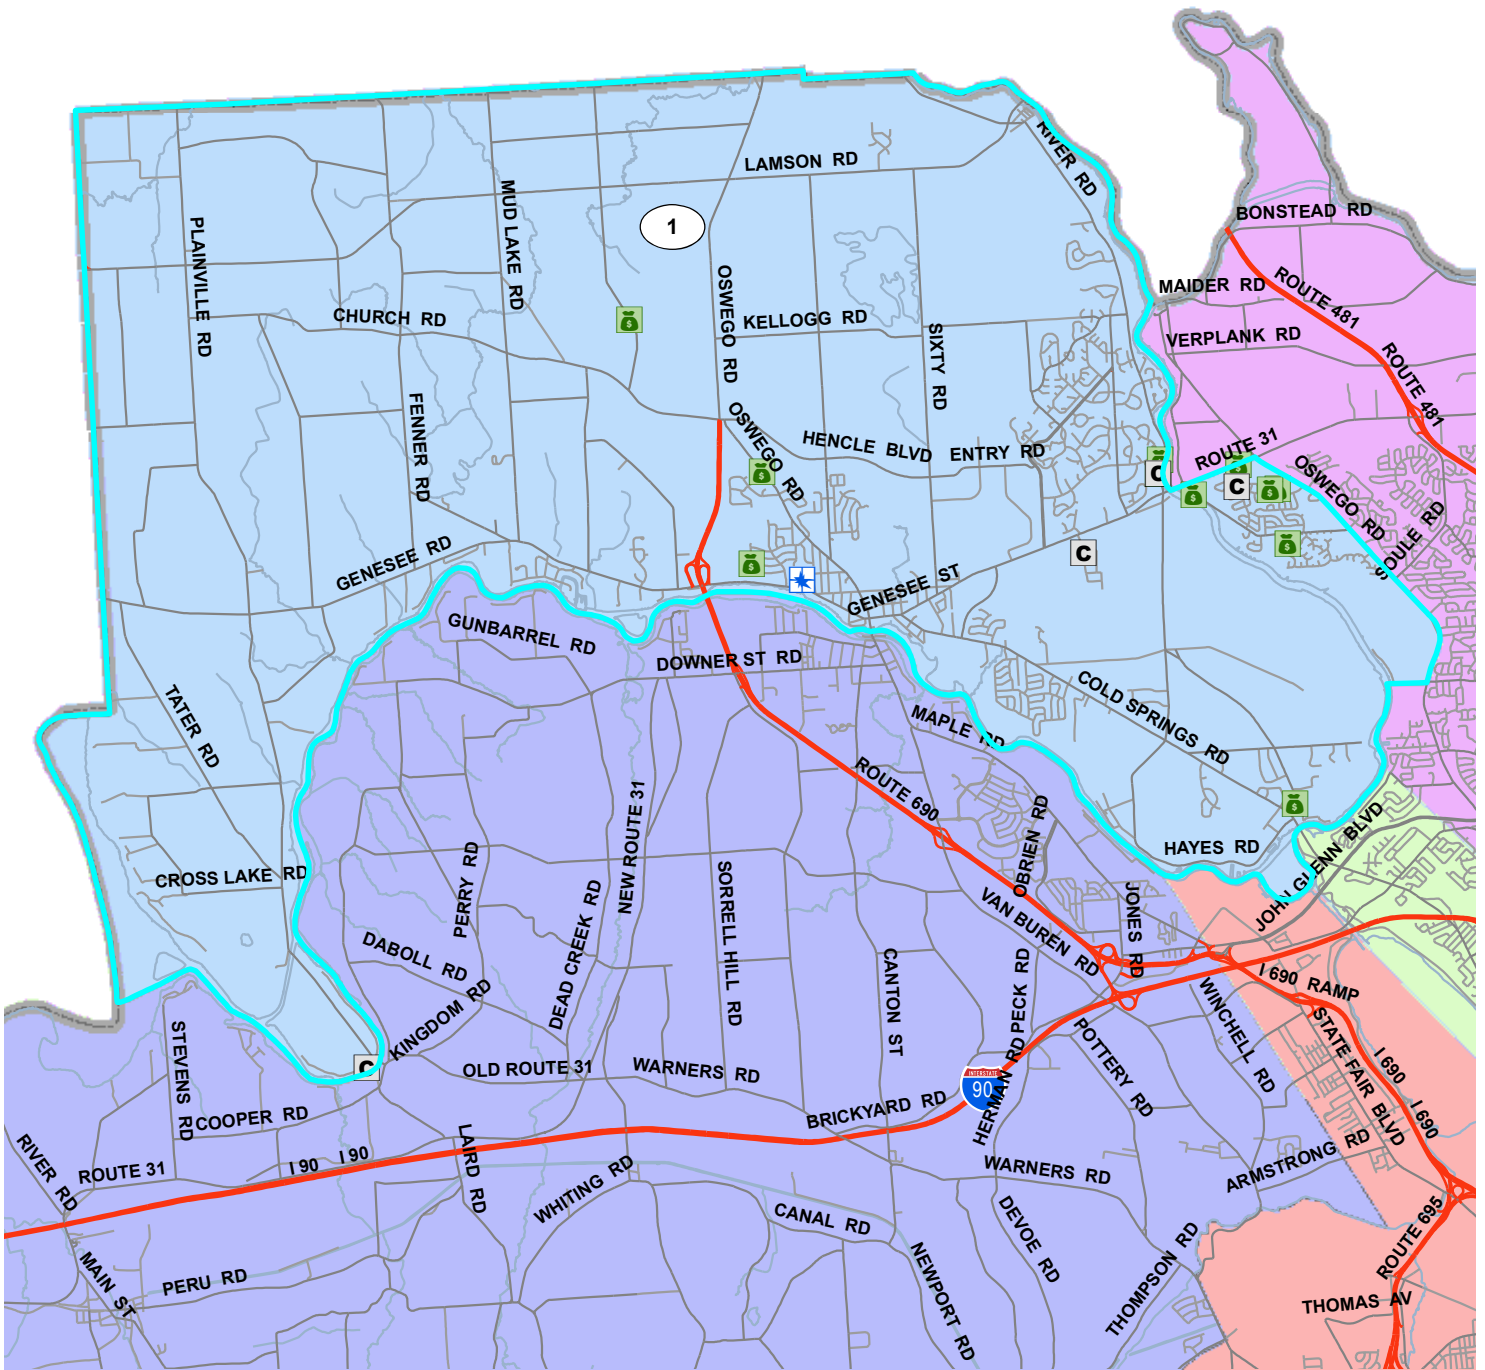 RIVER RD
LAMSON RD
MUD LAKE RD
PLAINVILLE RD
1
BONSTEAD RD
OSWEGO RD
MAIDER RD
ROUTE 481
CHURCH RD
KELLOGG RD
SIXTY RD
VERPLANK RD
ROUTE 481
FENNER RD
OSWEGO RD
HENCLE BLVD ENTRY RD
ROUTE 31
OSWEGO RD
C
C
SOULE RD
C
GENESEE RD
GENESEE ST
GUNBARREL RD
DOWNER ST RD
TATER RD
COLD SPRINGS RD
MAPLE RD
ROUTE 690
NEW ROUTE 31
OBRIEN RD
JOHN GLENN BLVD
HAYES RD
CROSS LAKE RD
PERRY RD
SORRELL HILL RD
DEAD CREEK RD
VAN BUREN RD
JONES RD
DABOLL RD
CANTON ST
PECK RD
I 690 RAMP
KINGDOM RD
WINCHELL RD
STATE FAIR BLVD
STEVENS RD
C
OLD ROUTE 31
WARNERS RD
POTTERY RD
I 690
INTERSTATE
90
HERMAN RD
BRICKYARD RD
I 690
COOPER RD
RIVER RD
ROUTE 31
I 90
I 90
LAIRD RD
WHITING RD
WARNERS RD
ARMSTRONG RD
CANAL RD
DEVOE RD
ROUTE 695
MAIN ST
PERU RD
NEWPORT RD
THOMPSON RD
THOMAS AV